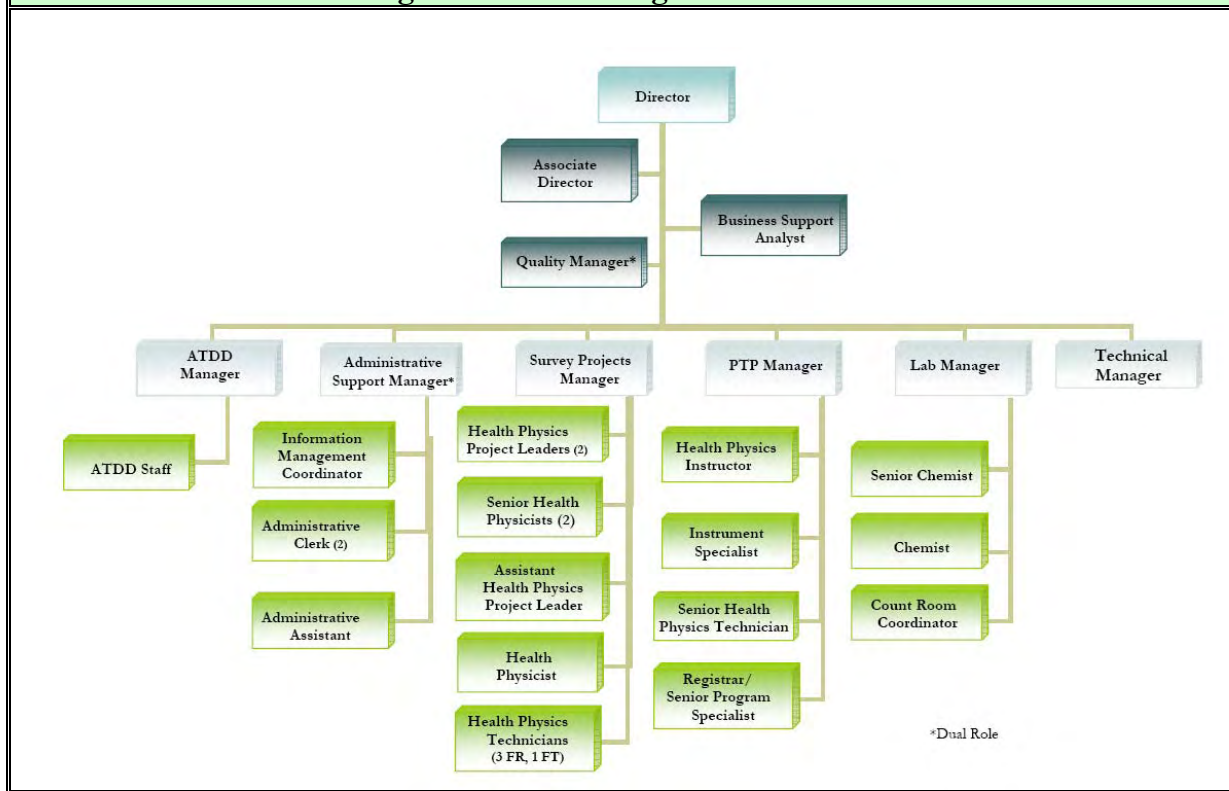 Director
Associate
Director
Business Support
Analyst
Quality Manager*
ATDD
Manager
Administrative
Support Manager*
Survey Projects
Manager
PTP Manager
Lab Manager
Technical
Manager
ATDD Staff
Information
Management
Coordinator
Administrative
Clerk (2)
Administrative
Assistant
Health Physics
Project Leaders (2)
Senior Health
Physicists (2)
Assistant
Health Physics
Project Leader
Health
Physicist
Health Physics
Technicians
(3 FR, 1 FT)
Health Physics
Instructor
Instrument
Specialist
Senior Health
Physics Technician
Registrar/
Senior Program
Specialist
Senior Chemist
Chemist
Count Room
Coordinator
*Dual Role